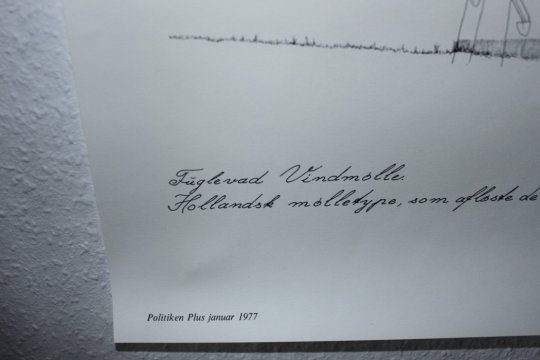 Fuglevad Vindmølle.
Hollandsk mølletype, som afløste de
Politiken Plus januar 1977